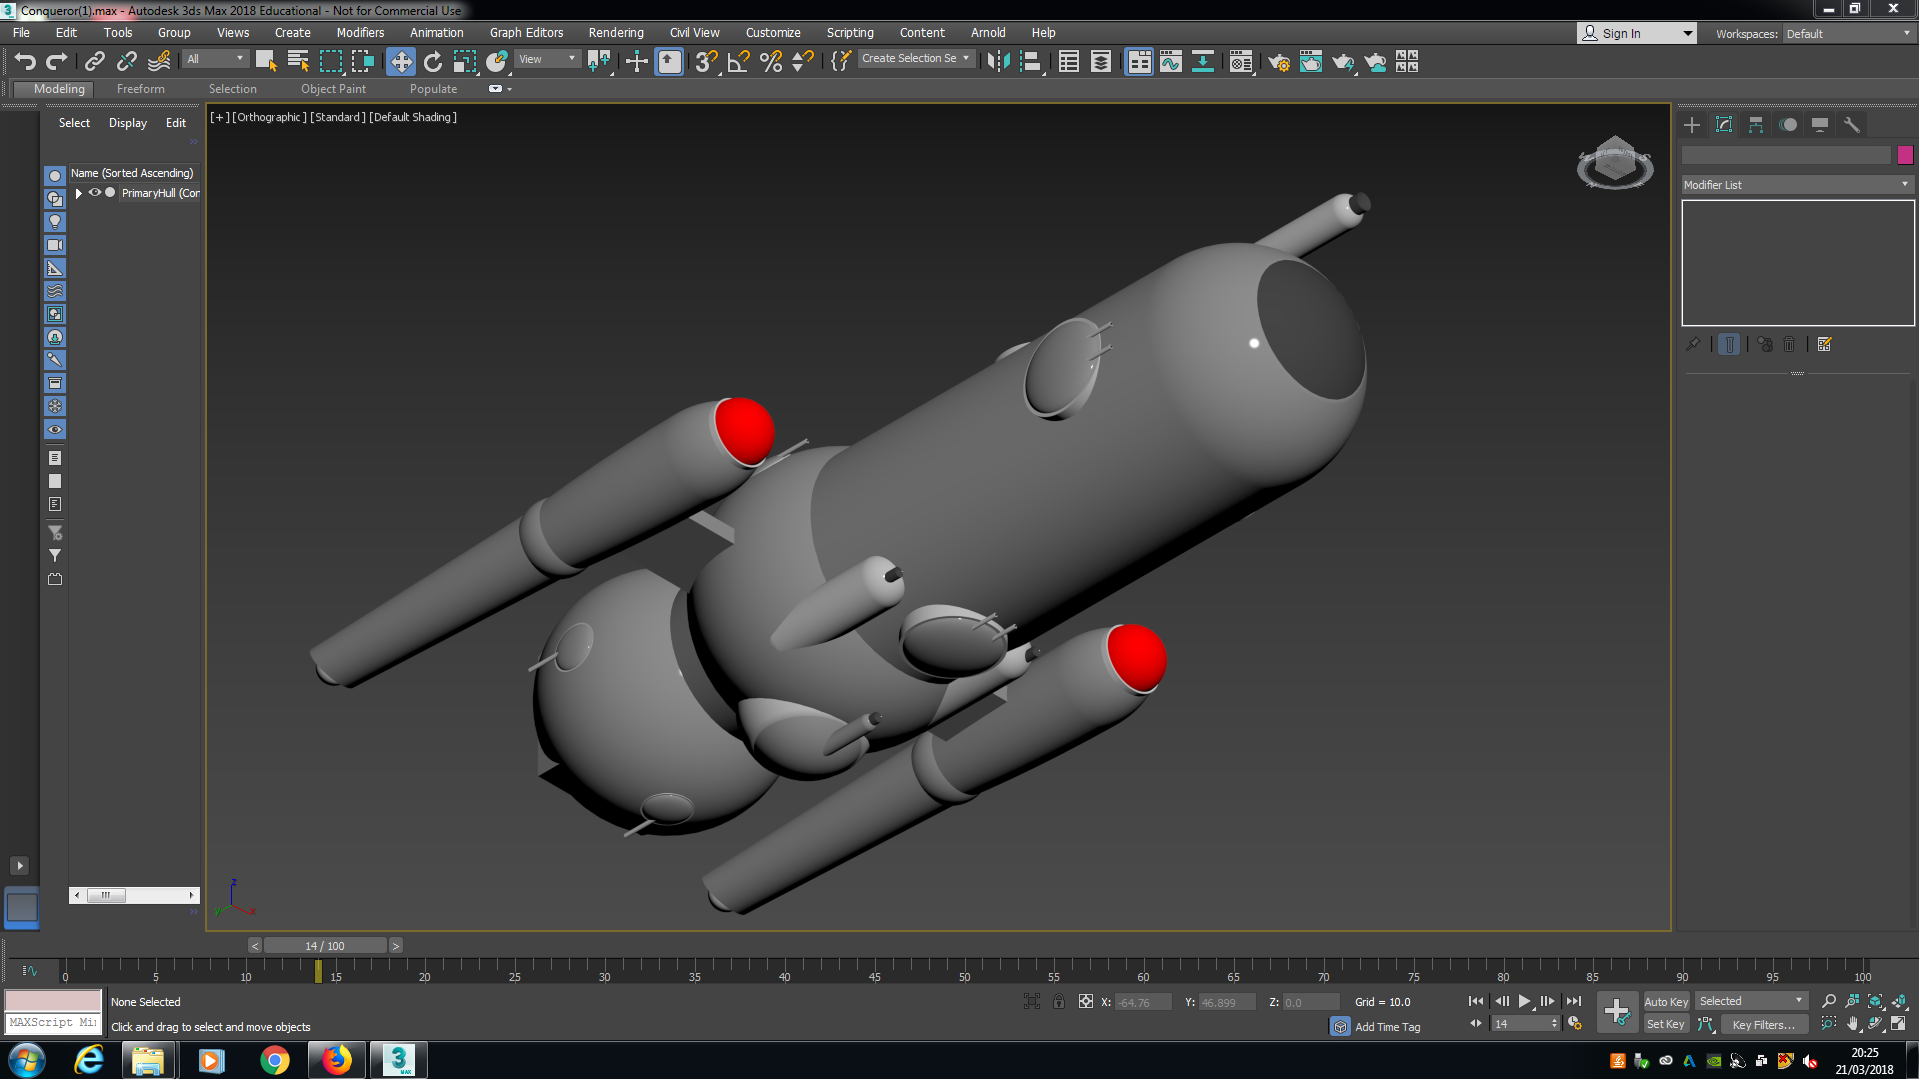 Conqueror(1).max - Autodesk 3ds Max 2018 Educational - Not for Commercial Use
File Edit Tools Group Views Create Modifiers Animation Graph Editors Rendering Civil View Customize Scripting Content Arnold Help
Sign In Workspaces: Default
All View Create Selection Se
Modeling Freeform Selection Object Paint Populate
Select Display Edit
[+] [Orthographic] [Standard] [Default Shading]
Name (Sorted Ascending)
PrimaryHull (Cor
Modifier List
z
y x
< 14 / 100 >
0 5 10 15 20 25 30 35 40 45 50 55 60 65 70 75 80 85 90 95 100
None Selected
X: -64.76 Y: 46.899 Z: 0.0 Grid = 10.0
Auto Key Selected
MAXScript Mi
Click and drag to select and move objects
Add Time Tag
14
Set Key Key Filters...
3
MAX
20:25
21/03/2018